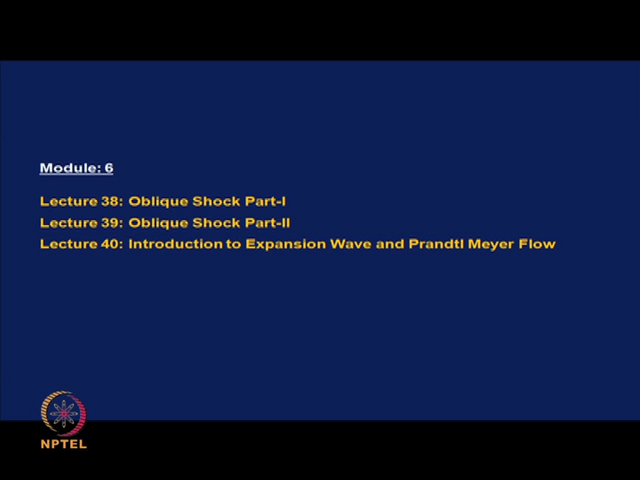 Module: 6
Lecture 38: Oblique Shock Part-I
Lecture 39: Oblique Shock Part-II
Lecture 40: Introduction to Expansion Wave and Prandtl Meyer Flow
NPTEL